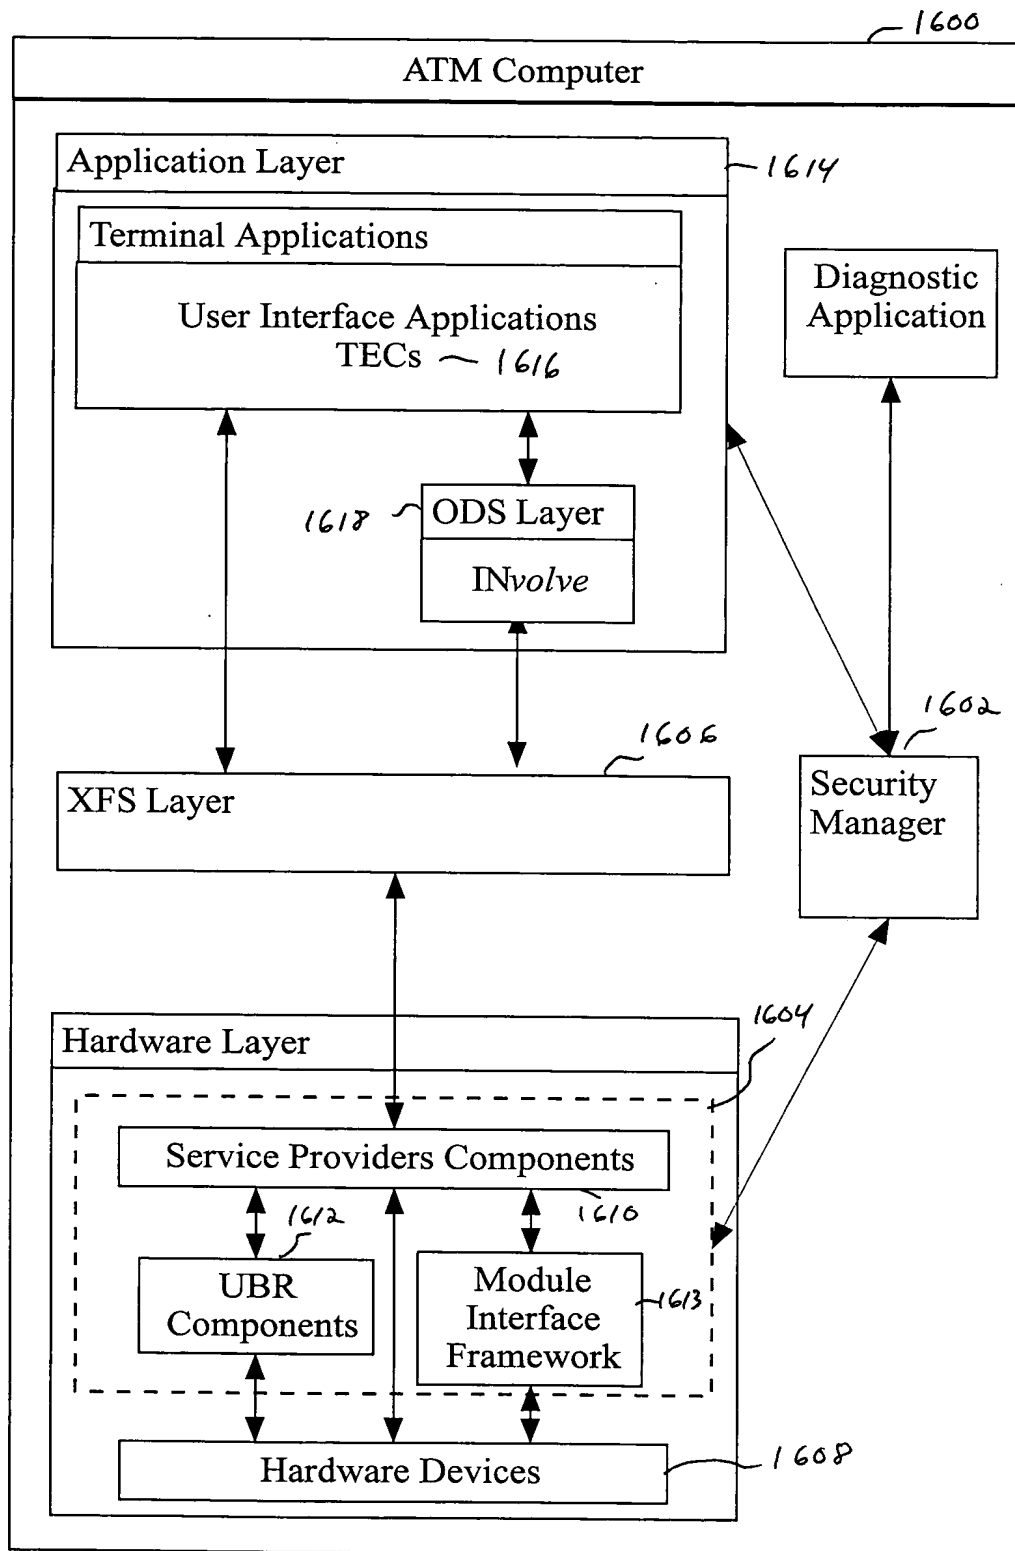 1600
ATM Computer
Application Layer
1614
Terminal Applications
User Interface Applications
TECs
1616
Diagnostic
Application
1618
ODS Layer
INvolve
1606
1602
XFS Layer
Security
Manager
1604
Hardware Layer
Service Providers Components
1610
1612
UBR
Components
Module
Interface
Framework
1613
Hardware Devices
1608